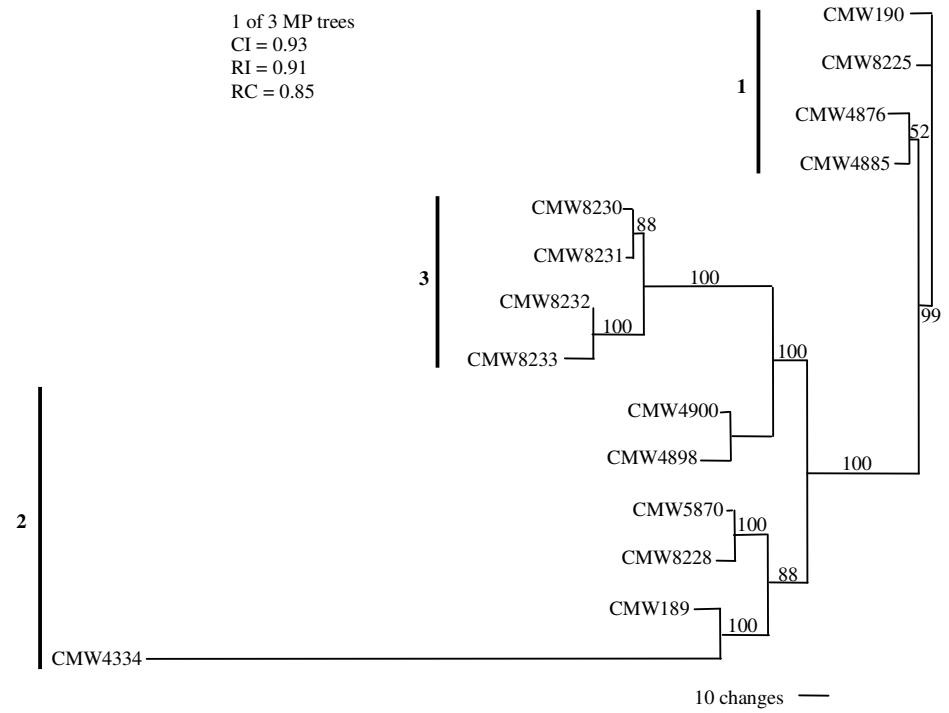 1 of 3 MP trees
CI = 0.93
RI = 0.91
RC = 0.85
CMW190
CMW8225
1
CMW4876
52
CMW4885
CMW8230
88
CMW8231
3
100
CMW8232
100
CMW8233
99
100
CMW4900
CMW4898
100
2
CMW5870
100
CMW8228
88
CMW189
100
CMW4334
10 changes